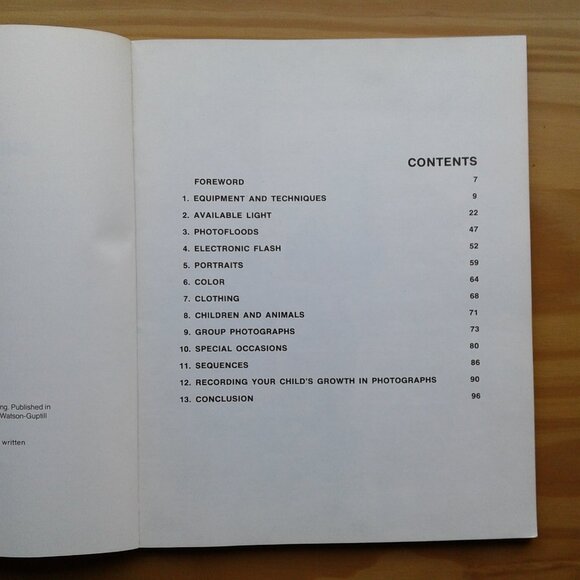 CONTENTS
FOREWORD 7
1. EQUIPMENT AND TECHNIQUES 9
2. AVAILABLE LIGHT 22
3. PHOTOFLOODS 47
4. ELECTRONIC FLASH 52
5. PORTRAITS 59
6. COLOR 64
7. CLOTHING 68
8. CHILDREN AND ANIMALS 71
9. GROUP PHOTOGRAPHS 73
10. SPECIAL OCCASIONS 80
11. SEQUENCES 86
12. RECORDING YOUR CHILD'S GROWTH IN PHOTOGRAPHS 90
13. CONCLUSION 96
ng. Published in
Watson-Guptill
written